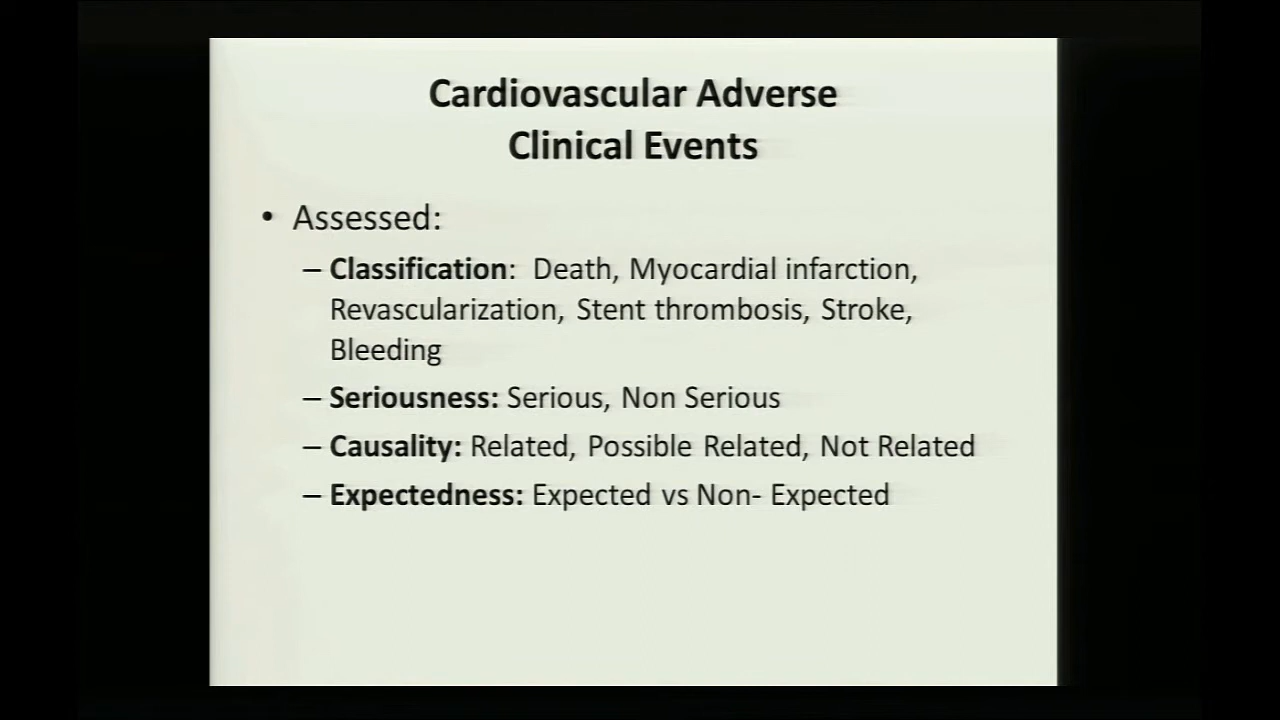 Cardiovascular Adverse
Clinical Events
• Assessed:
– Classification:  Death, Myocardial infarction,
Revascularization, Stent thrombosis, Stroke,
Bleeding
– Seriousness: Serious, Non Serious
– Causality: Related, Possible Related, Not Related
– Expectedness: Expected vs Non- Expected